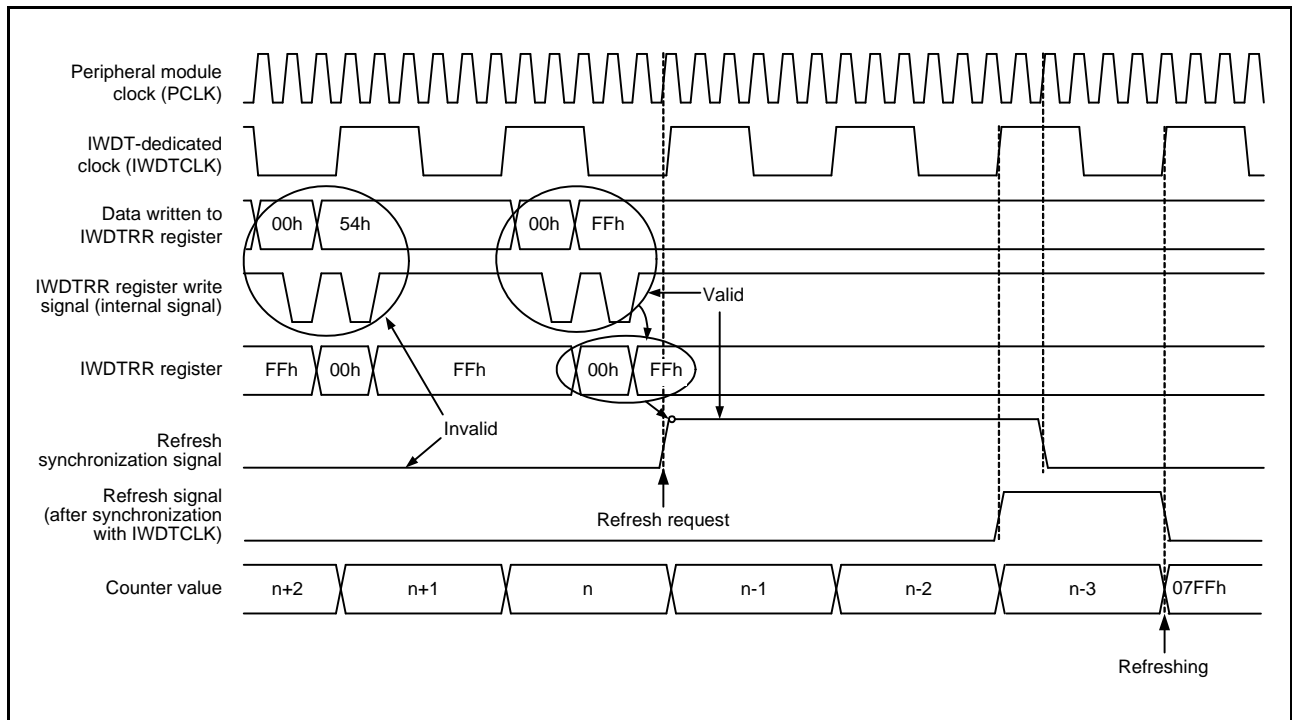 Peripheral module
clock (PCLK)
IWDT-dedicated
clock (IWDTCLK)
Data written to
IWDTRR register
00h 54h 00h FFh
IWDTRR register write
signal (internal signal)
Valid
IWDTRR register
FFh 00h FFh 00h FFh
Invalid
Refresh
synchronization signal
Refresh signal
(after synchronization
with IWDTCLK)
Refresh request
Counter value
n+2 n+1 n n-1 n-2 n-3 07FFh
Refreshing